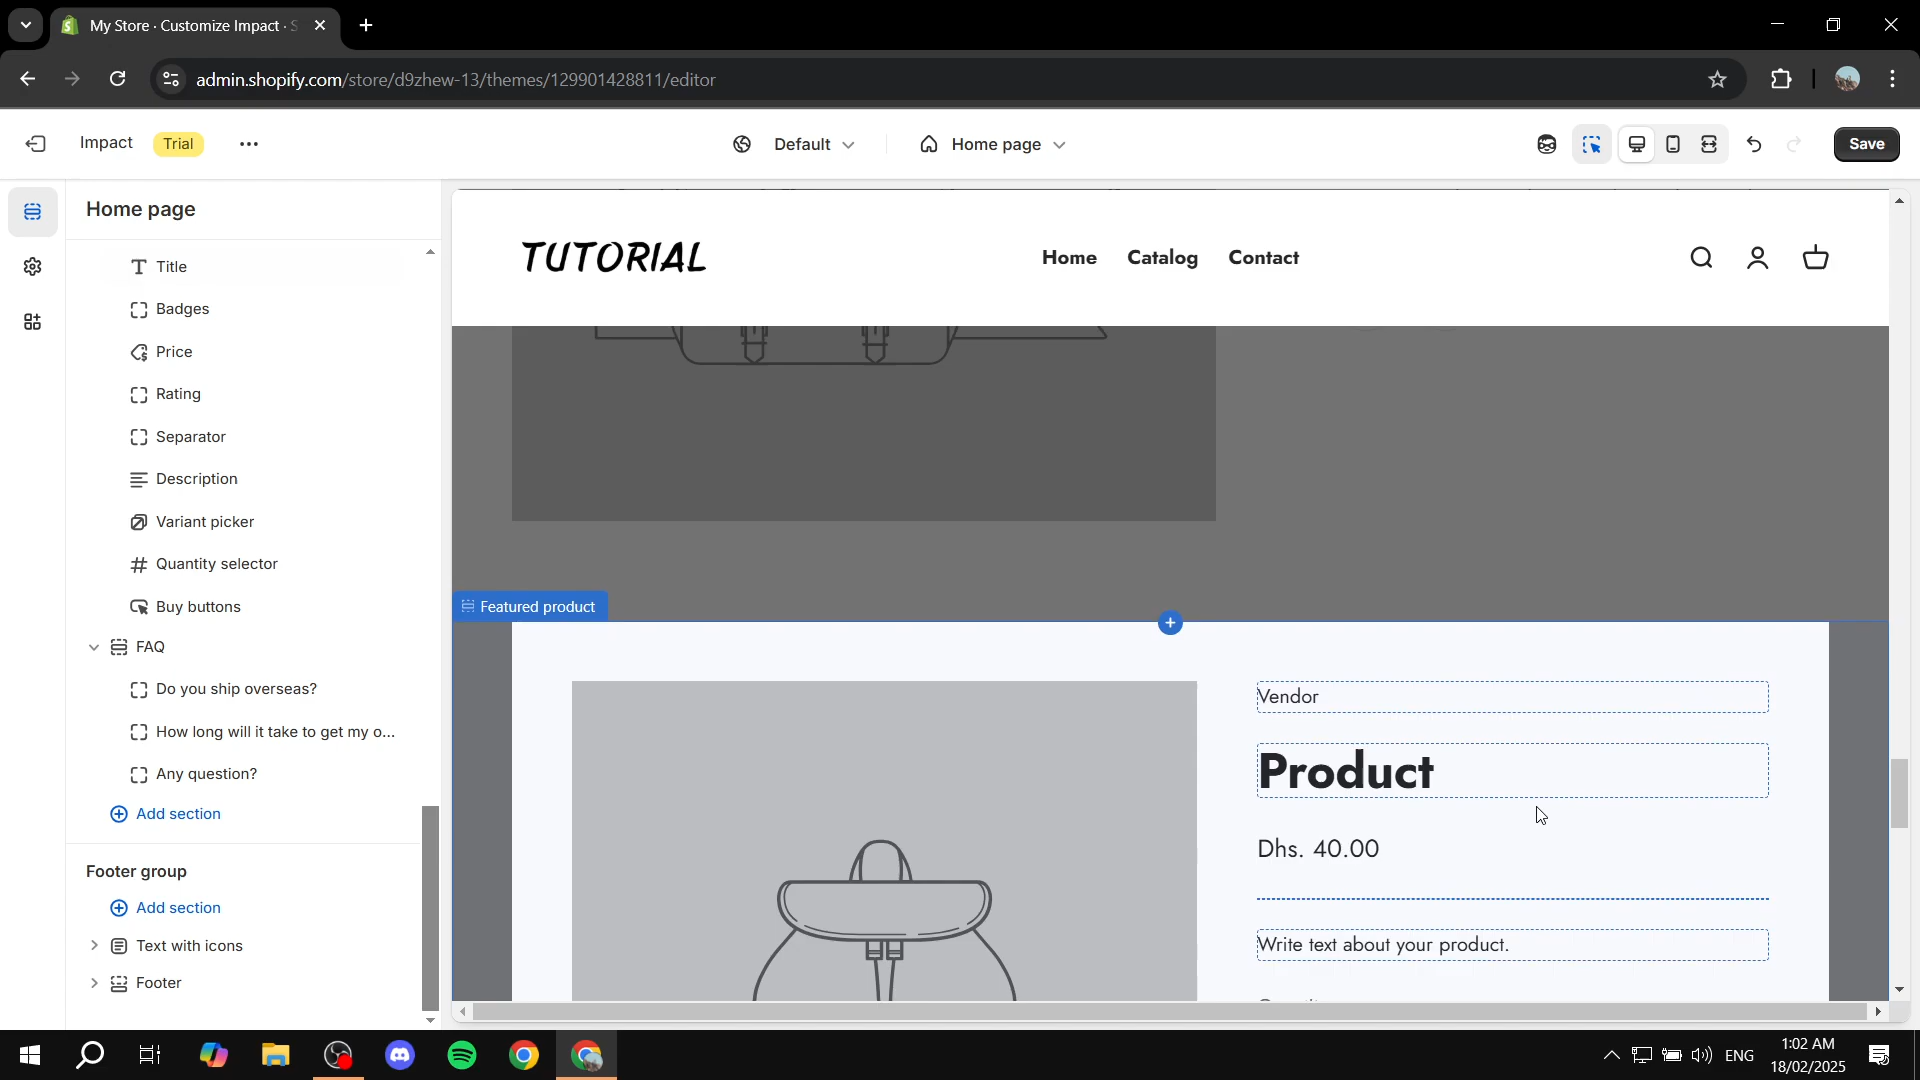 My Store · Customize Impact · S
admin.shopify.com/store/d9zhew-13/themes/129901428811/editor
Impact
Trial
Default
Home page
Save
Home page
Title
Badges
Price
Rating
Separator
Description
Variant picker
Quantity selector
Buy buttons
FAQ
Do you ship overseas?
How long will it take to get my o...
Any question?
Add section
Footer group
Add section
Text with icons
Footer
TUTORIAL
Home
Catalog
Contact
Featured product
Vendor
Product
Dhs. 40.00
Write text about your product.
ENG
1:02 AM
18/02/2025